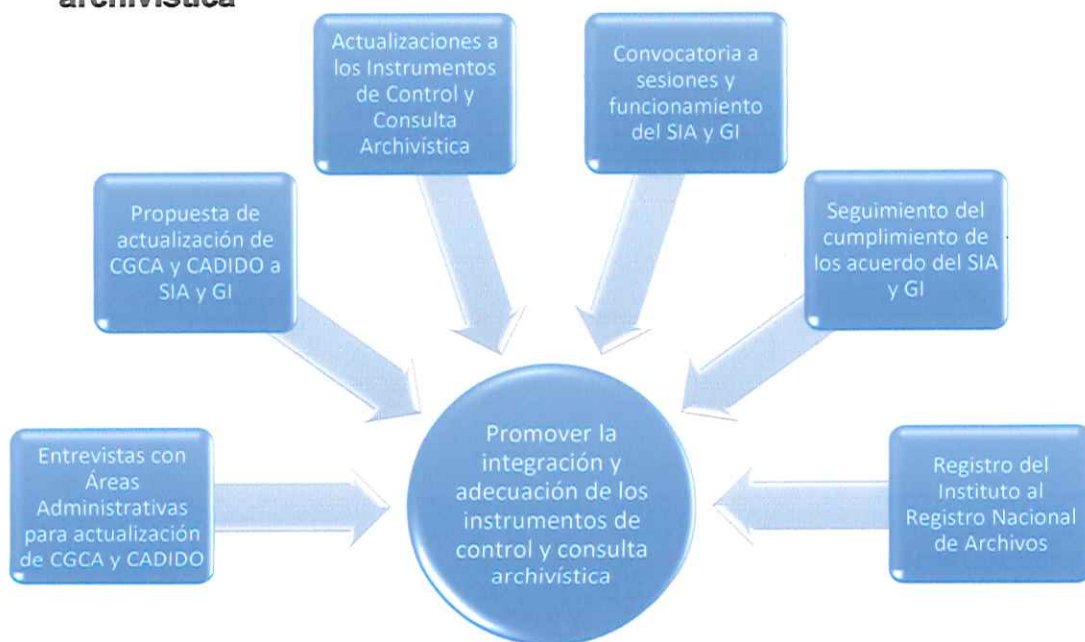 archivística
Actualizaciones a
los Instrumentos
de Control y
Consulta
Archivística
Convocatoria a
sesiones y
funcionamiento
del SIA y GI
Propuesta de
actualización de
CGCA y CADIDO a
SIA y GI
Seguimiento del
cumplimiento de
los acuerdo del SIA
y GI
Entrevistas con
Áreas
Administrativas
para actualización
de CGCA y CADIDO
Promover la
integración y
adecuación de los
instrumentos de
control y consulta
archivística
Registro del
Instituto al
Registro Nacional
de Archivos